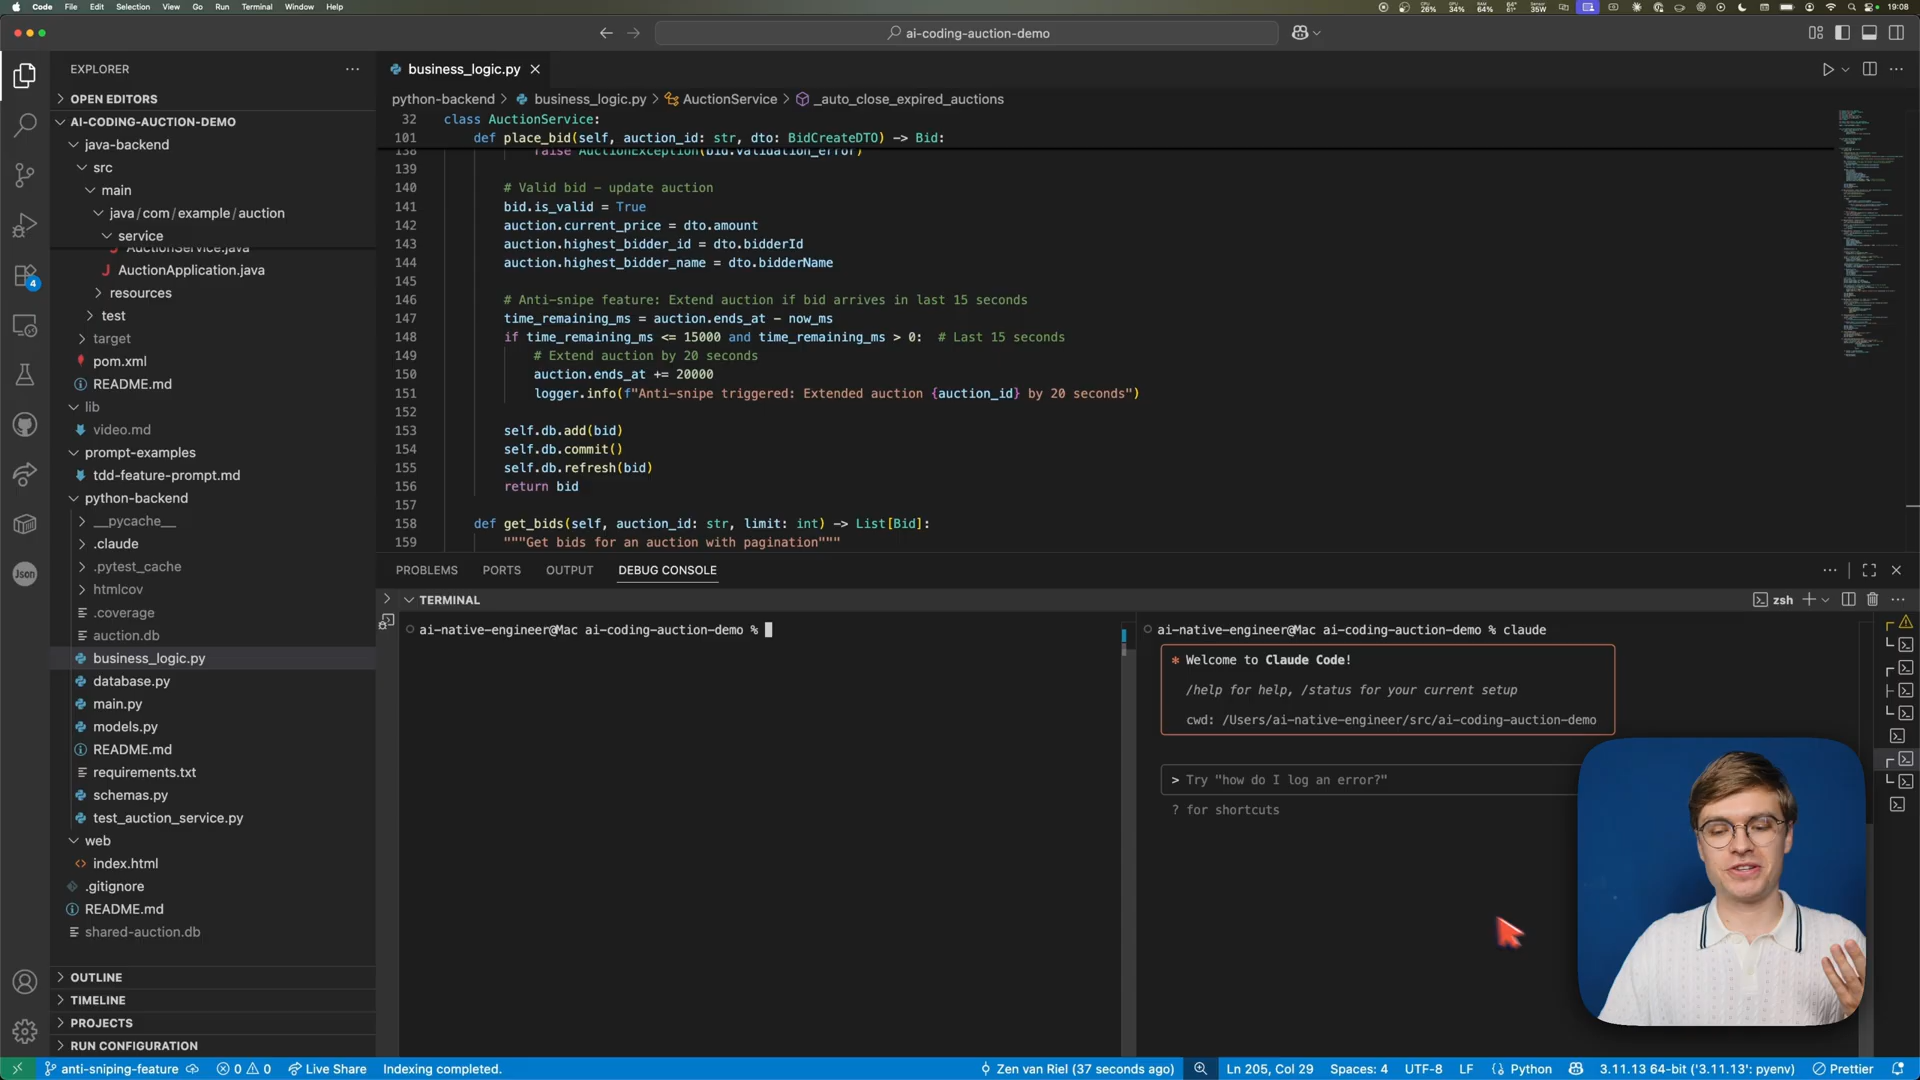 Code File Edit Selection View Go Run Terminal Window Help 19:08
ai-coding-auction-demo
EXPLORER
OPEN EDITORS
AI-CODING-AUCTION-DEMO
java-backend
src
main
java/com/example/auction
service
AuctionService.java
AuctionApplication.java
resources
test
target
pom.xml
README.md
lib
video.md
prompt-examples
tdd-feature-prompt.md
python-backend
__pycache__
.claude
.pytest_cache
htmlcov
.coverage
auction.db
business_logic.py
database.py
main.py
models.py
README.md
requirements.txt
schemas.py
test_auction_service.py
web
index.html
.gitignore
README.md
shared-auction.db
OUTLINE
TIMELINE
PROJECTS
RUN CONFIGURATION
4
Json
business_logic.py
python-backend > business_logic.py > AuctionService > _auto_close_expired_auctions
32 class AuctionService:
101 def place_bid(self, auction_id: str, dto: BidCreateDTO) -> Bid:
138 raise AuctionException(bid.validation_error)
139
140 # Valid bid - update auction
141 bid.is_valid = True
142 auction.current_price = dto.amount
143 auction.highest_bidder_id = dto.bidderId
144 auction.highest_bidder_name = dto.bidderName
145
146 # Anti-snipe feature: Extend auction if bid arrives in last 15 seconds
147 time_remaining_ms = auction.ends_at - now_ms
148 if time_remaining_ms <= 15000 and time_remaining_ms > 0: # Last 15 seconds
149 # Extend auction by 20 seconds
150 auction.ends_at += 20000
151 logger.info(f"Anti-snipe triggered: Extended auction {auction_id} by 20 seconds")
152
153 self.db.add(bid)
154 self.db.commit()
155 self.db.refresh(bid)
156 return bid
157
158 def get_bids(self, auction_id: str, limit: int) -> List[Bid]:
159 """Get bids for an auction with pagination"""
PROBLEMS PORTS OUTPUT DEBUG CONSOLE
TERMINAL
zsh
ai-native-engineer@Mac ai-coding-auction-demo %
ai-native-engineer@Mac ai-coding-auction-demo % claude
* Welcome to Claude Code!
/help for help, /status for your current setup
cwd: /Users/ai-native-engineer/src/ai-coding-auction-demo
> Try "how do I log an error?"
? for shortcuts
anti-sniping-feature 0 0 Live Share Indexing completed. Zen van Riel (37 seconds ago) Ln 205, Col 29 Spaces: 4 UTF-8 LF Python 3.11.13 64-bit ('3.11.13': pyenv) Prettier